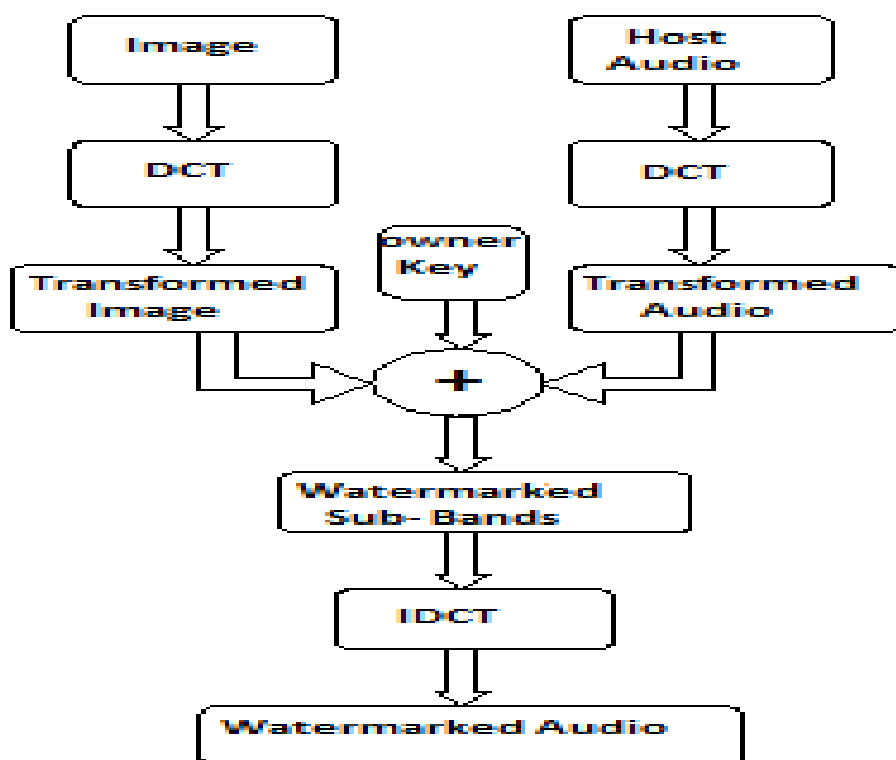 Image
Host
Audio
DCT
DCT
owner
Key
Transformed
Image
Transformed
Audio
+
Watermarked
Sub- Bands
IDCT
Watermarked Audio